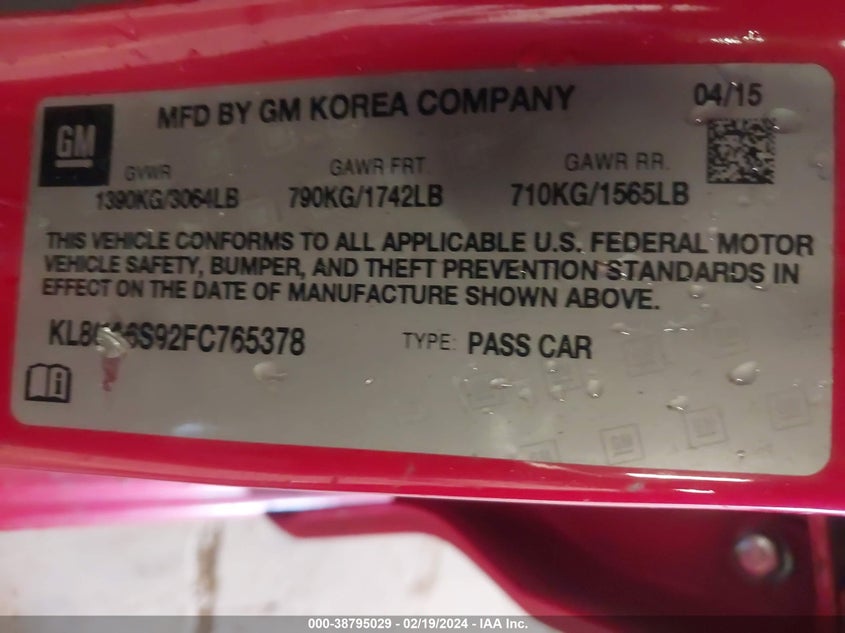 GM
MFD BY GM KOREA COMPANY
04/15
GVWR GAWR FRT. GAWR RR.
1390KG/3064LB 790KG/1742LB 710KG/1565LB
THIS VEHICLE CONFORMS TO ALL APPLICABLE U.S. FEDERAL MOTOR
VEHICLE SAFETY, BUMPER, AND THEFT PREVENTION STANDARDS IN
EFFECT ON THE DATE OF MANUFACTURE SHOWN ABOVE.
TYPE: PASS CAR
000-38795029 - 02/19/2024 - IAA Inc.